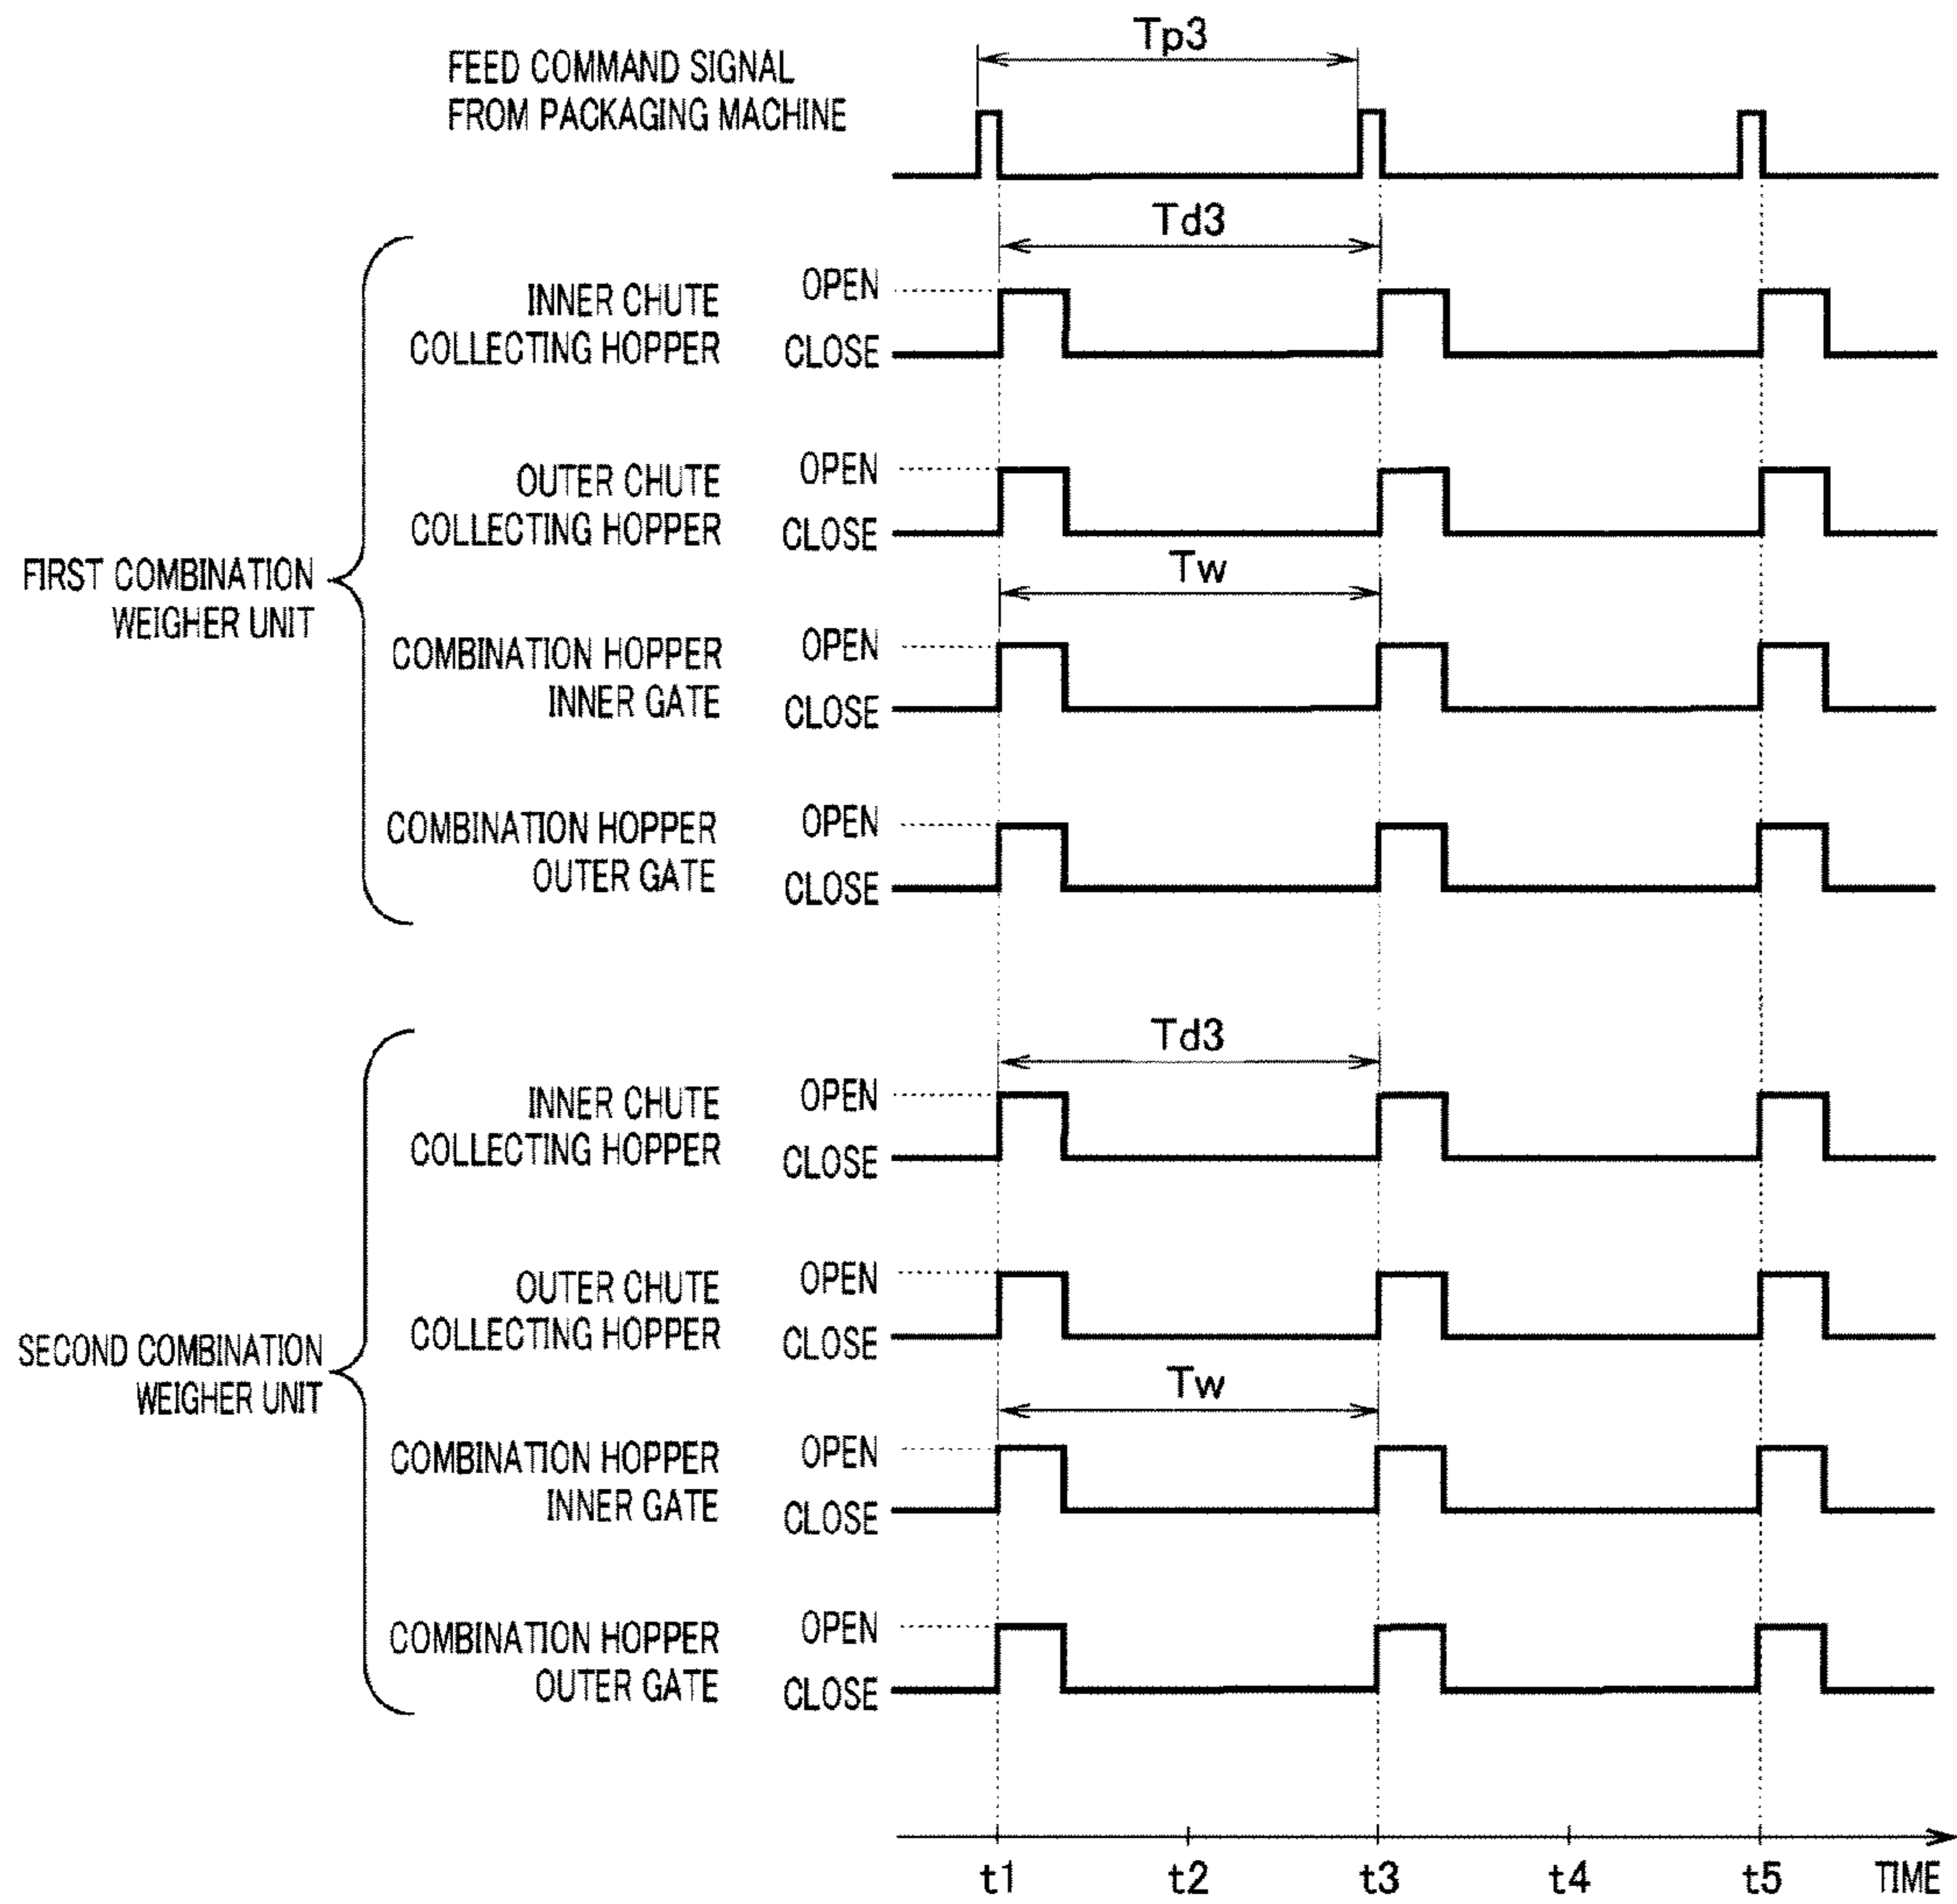 Tp3
FEED COMMAND SIGNAL
FROM PACKAGING MACHINE
Td3
INNER CHUTE
COLLECTING HOPPER
OPEN
CLOSE
OUTER CHUTE
COLLECTING HOPPER
OPEN
CLOSE
FIRST COMBINATION
WEIGHER UNIT
Tw
COMBINATION HOPPER
INNER GATE
OPEN
CLOSE
COMBINATION HOPPER
OUTER GATE
OPEN
CLOSE
Td3
INNER CHUTE
COLLECTING HOPPER
OPEN
CLOSE
OUTER CHUTE
COLLECTING HOPPER
OPEN
CLOSE
SECOND COMBINATION
WEIGHER UNIT
Tw
COMBINATION HOPPER
INNER GATE
OPEN
CLOSE
COMBINATION HOPPER
OUTER GATE
OPEN
CLOSE
t1 t2 t3 t4 t5 TIME